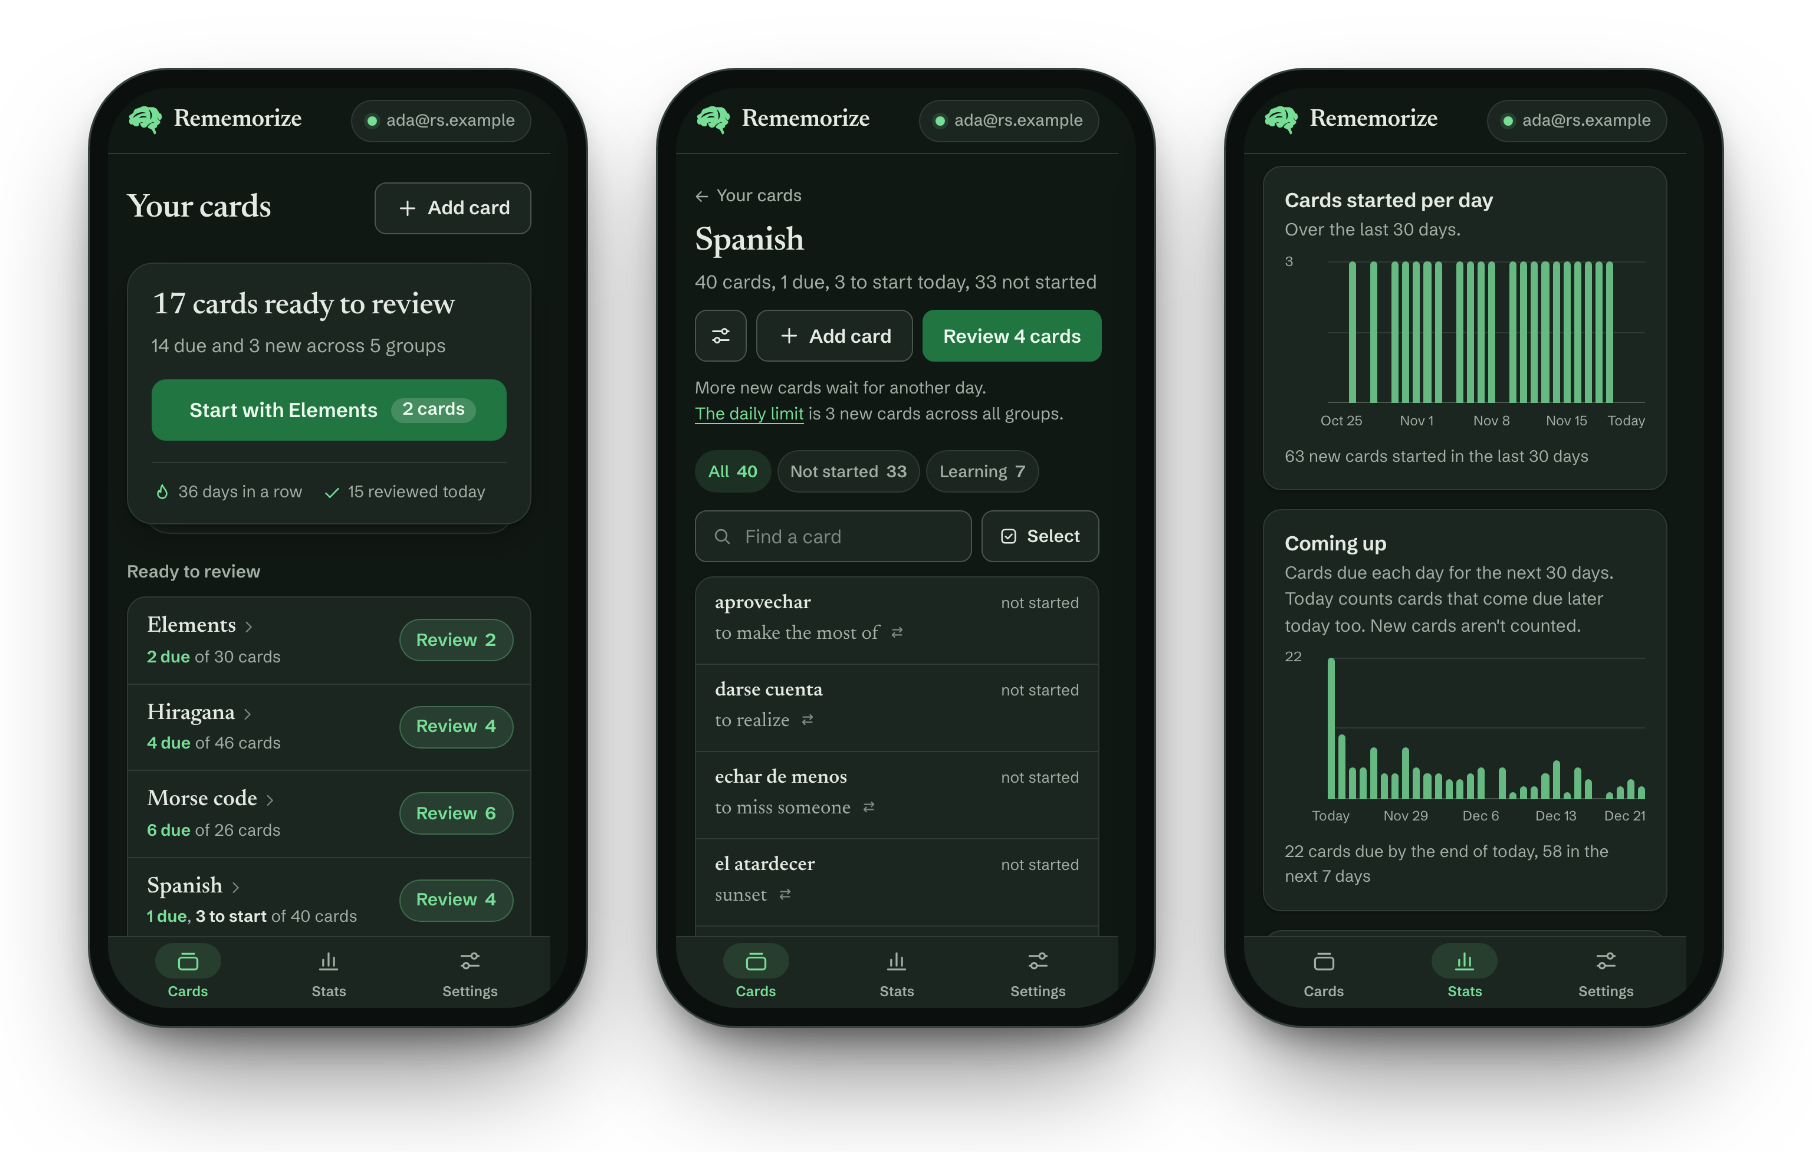 Rememorize
ada@rs.example
Your cards
Add card
17 cards ready to review
14 due and 3 new across 5 groups
Start with Elements 2 cards
36 days in a row 15 reviewed today
Ready to review
Elements
2 due of 30 cards
Review 2
Hiragana
4 due of 46 cards
Review 4
Morse code
6 due of 26 cards
Review 6
Spanish
1 due, 3 to start of 40 cards
Review 4
Cards Stats Settings
Rememorize
ada@rs.example
Your cards
Spanish
40 cards, 1 due, 3 to start today, 33 not started
Add card
Review 4 cards
More new cards wait for another day.
The daily limit is 3 new cards across all groups.
All 40 Not started 33 Learning 7
Find a card
Select
aprovechar not started
to make the most of
darse cuenta not started
to realize
echar de menos not started
to miss someone
el atardecer not started
sunset
Cards Stats Settings
Rememorize
ada@rs.example
Cards started per day
Over the last 30 days.
3
Oct 25 Nov 1 Nov 8 Nov 15 Today
63 new cards started in the last 30 days
Coming up
Cards due each day for the next 30 days.
Today counts cards that come due later
today too. New cards aren't counted.
22
Today Nov 29 Dec 6 Dec 13 Dec 21
22 cards due by the end of today, 58 in the
next 7 days
Cards Stats Settings